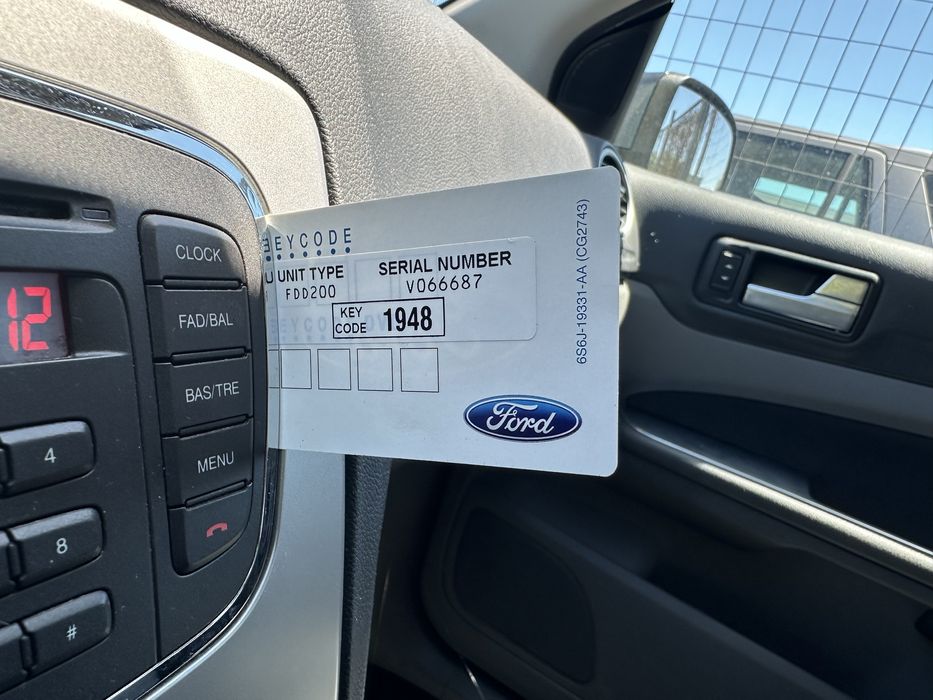 CLOCK
FAD/BAL
BAS/TRE
MENU
12
4
8
#
KEYCODE
UNIT TYPE
FDD200
SERIAL NUMBER
V066687
KEY
CODE
1948
Ford
6S6J-19331-AA (CG2743)